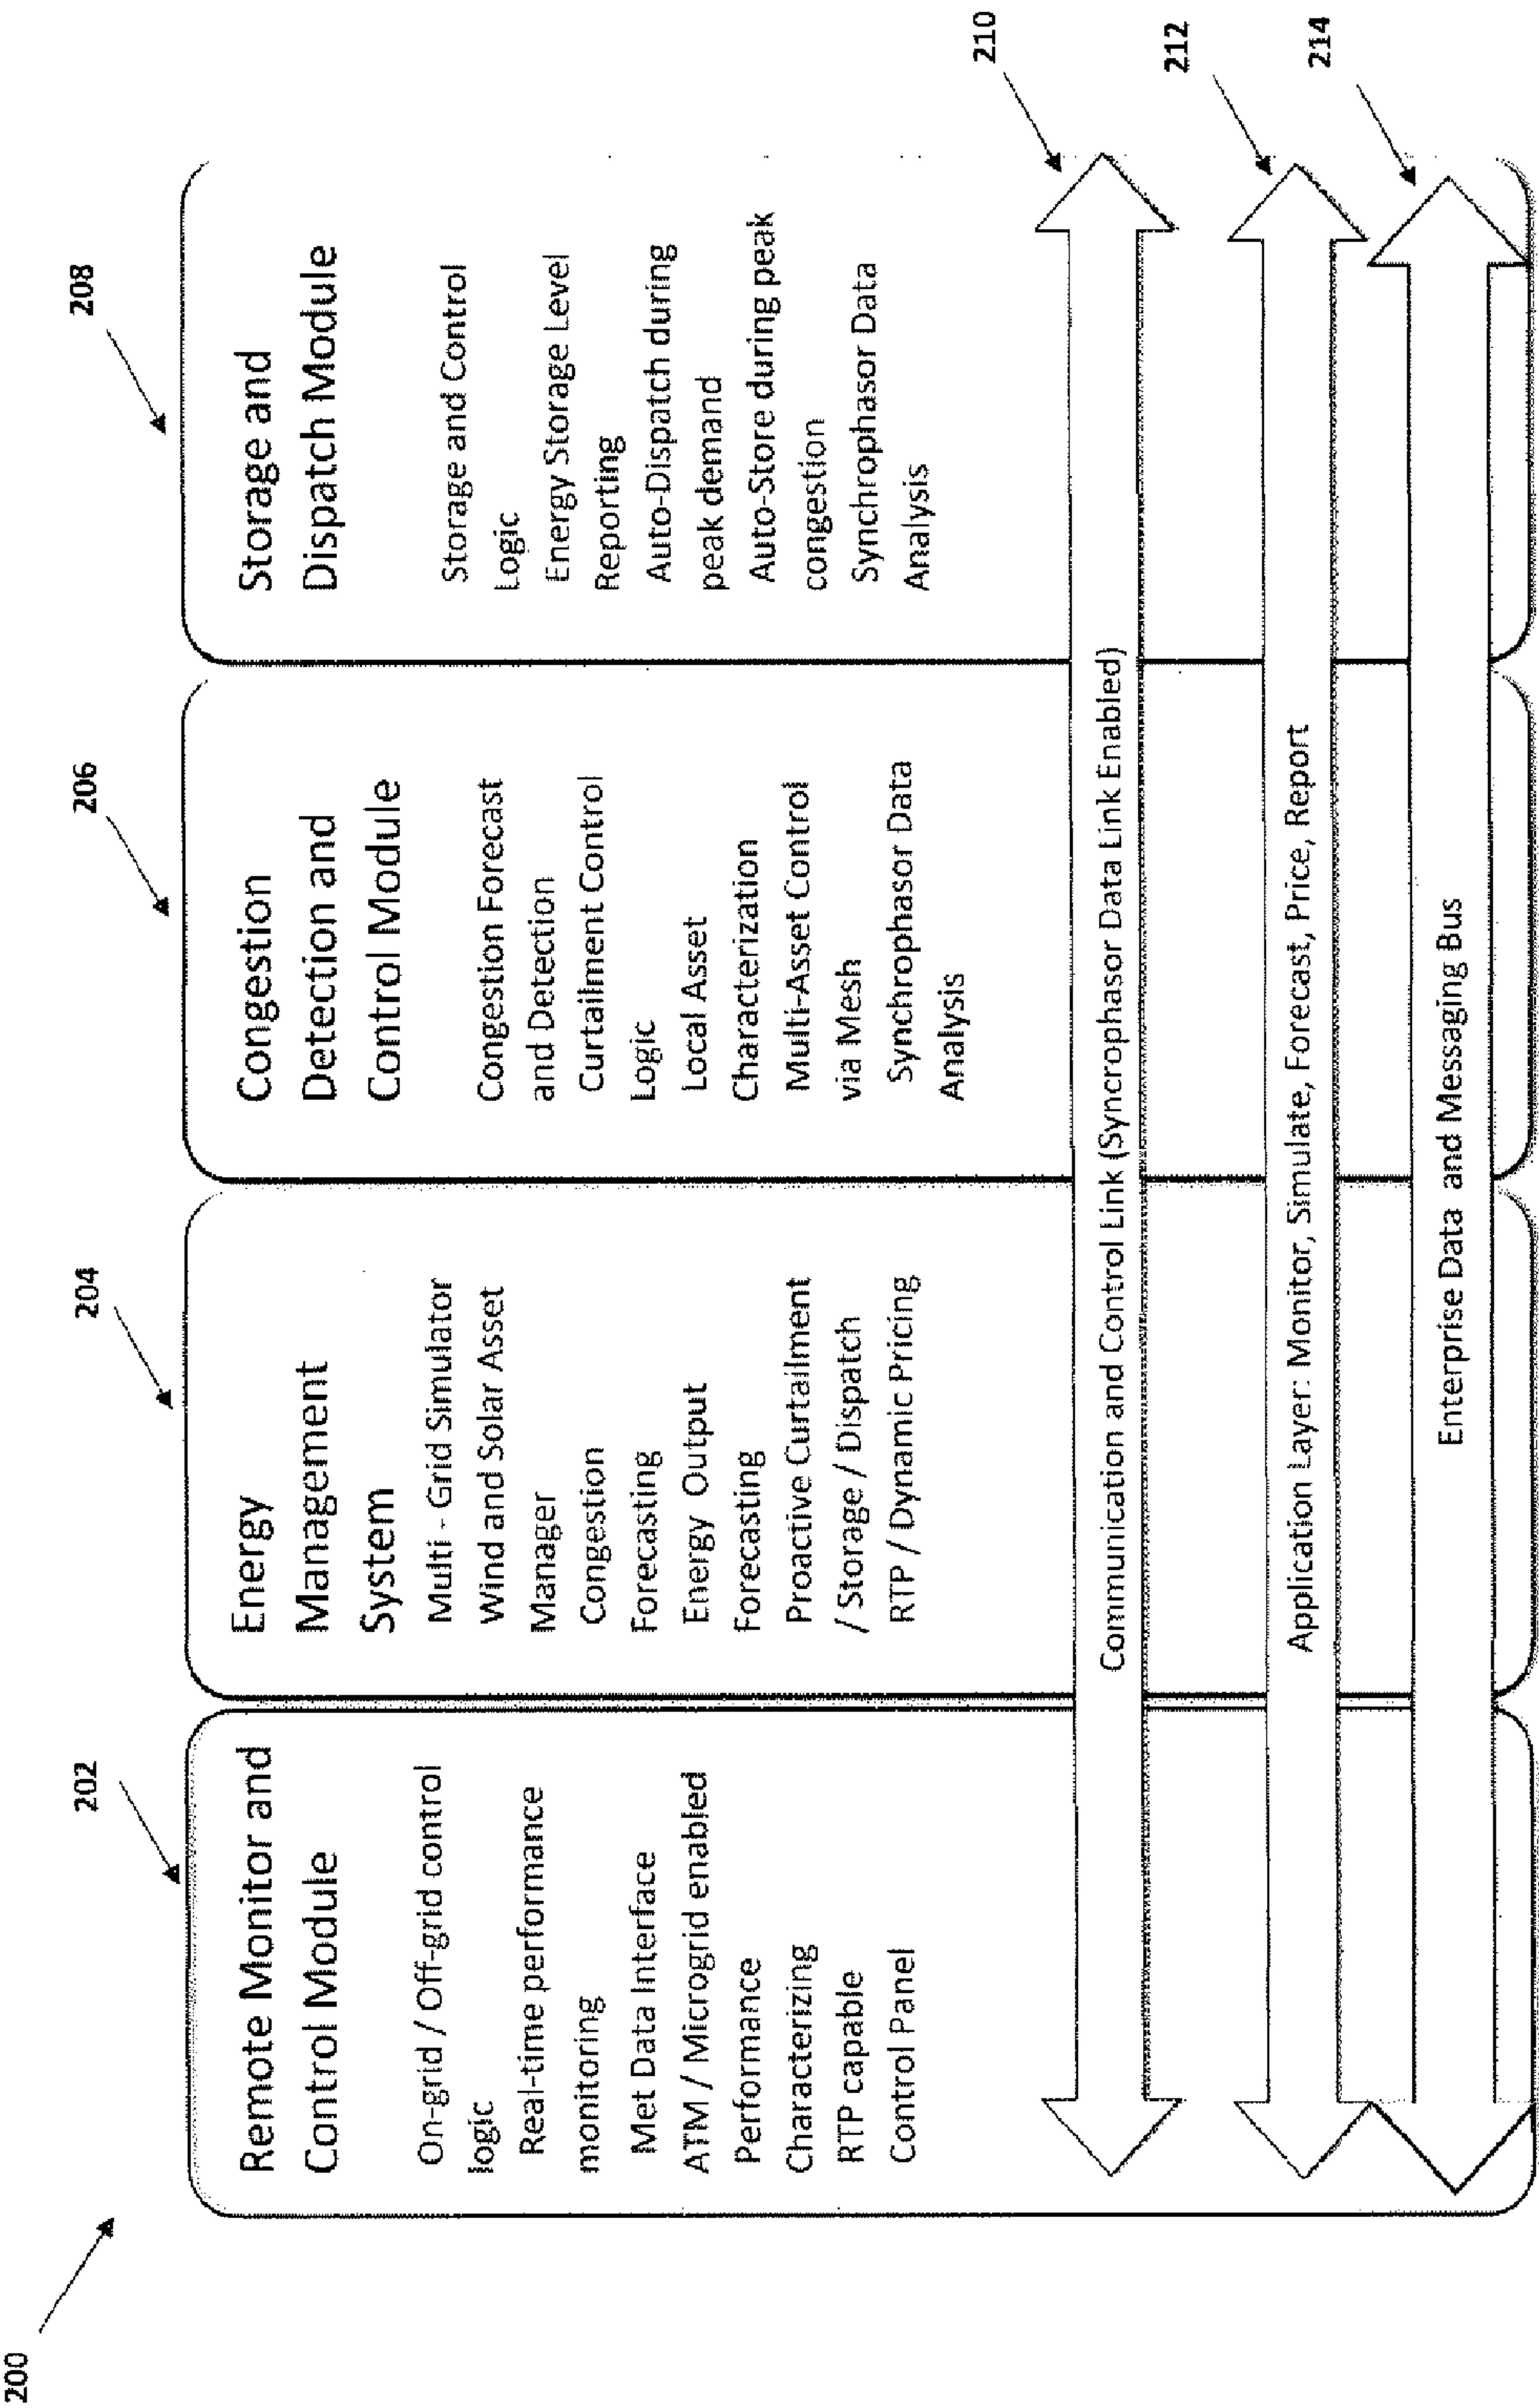 200
202
Remote Monitor and
Control Module
On-grid / Off-grid control
logic
Real-time performance
monitoring
Met Data Interface
ATM / Microgrid enabled
Performance
Characterizing
RTP capable
Control Panel
204
Energy
Management
System
Multi - Grid Simulator
Wind and Solar Asset
Manager
Congestion
Forecasting
Energy Output
Forecasting
Proactive Curtailment
/ Storage / Dispatch
RTP / Dynamic Pricing
206
Congestion
Detection and
Control Module
Congestion Forecast
and Detection
Curtailment Control
Logic
Local Asset
Characterization
Multi-Asset Control
via Mesh
Synchrophasor Data
Analysis
208
Storage and
Dispatch Module
Storage and Control
Logic
Energy Storage Level
Reporting
Auto-Dispatch during
peak demand
Auto-Store during peak
congestion
Synchrophasor Data
Analysis
Communication and Control Link (Syncrophasor Data Link Enabled)
210
Application Layer: Monitor, Simulate, Forecast, Price, Report
212
Enterprise Data and Messaging Bus
214